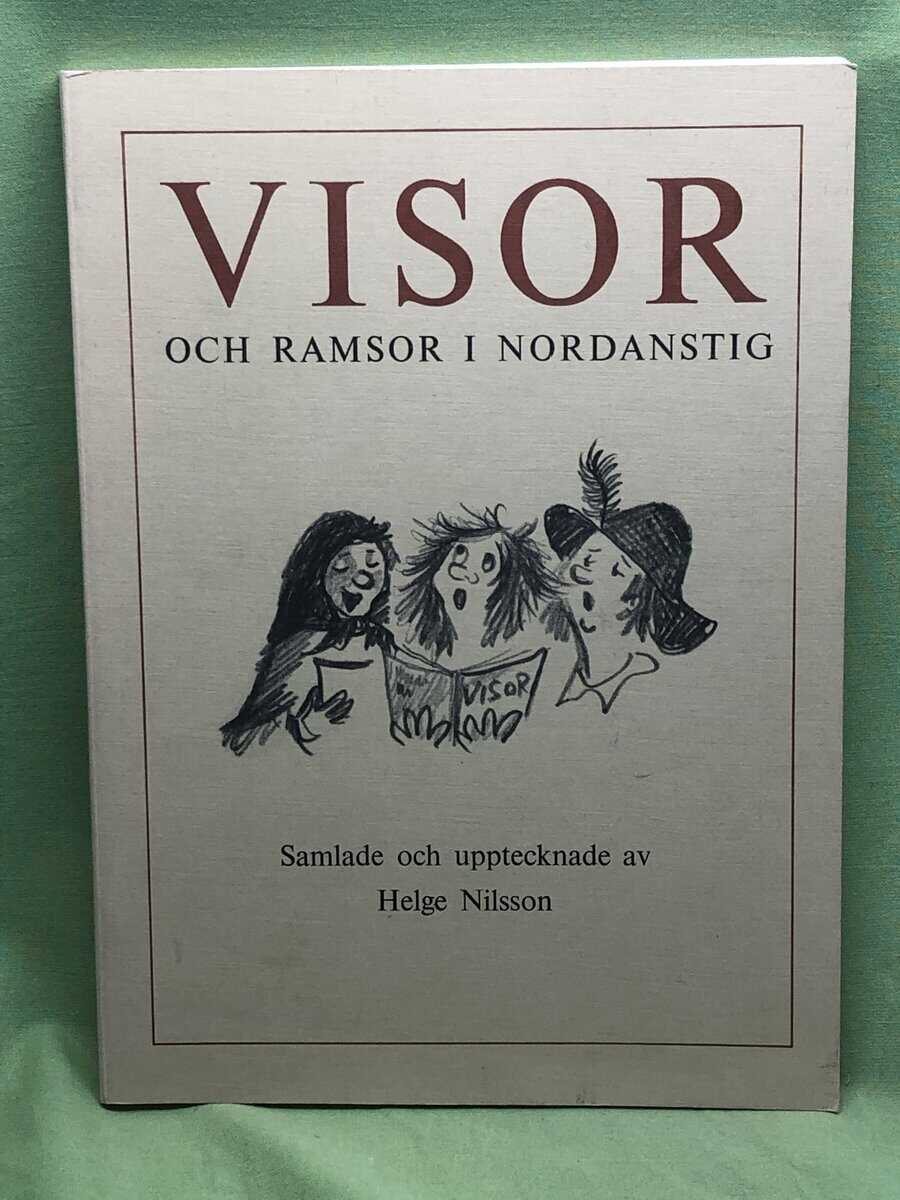 VISOR
OCH RAMSOR I NORDANSTIG
VISOR
Samlade och upptecknade av
Helge Nilsson